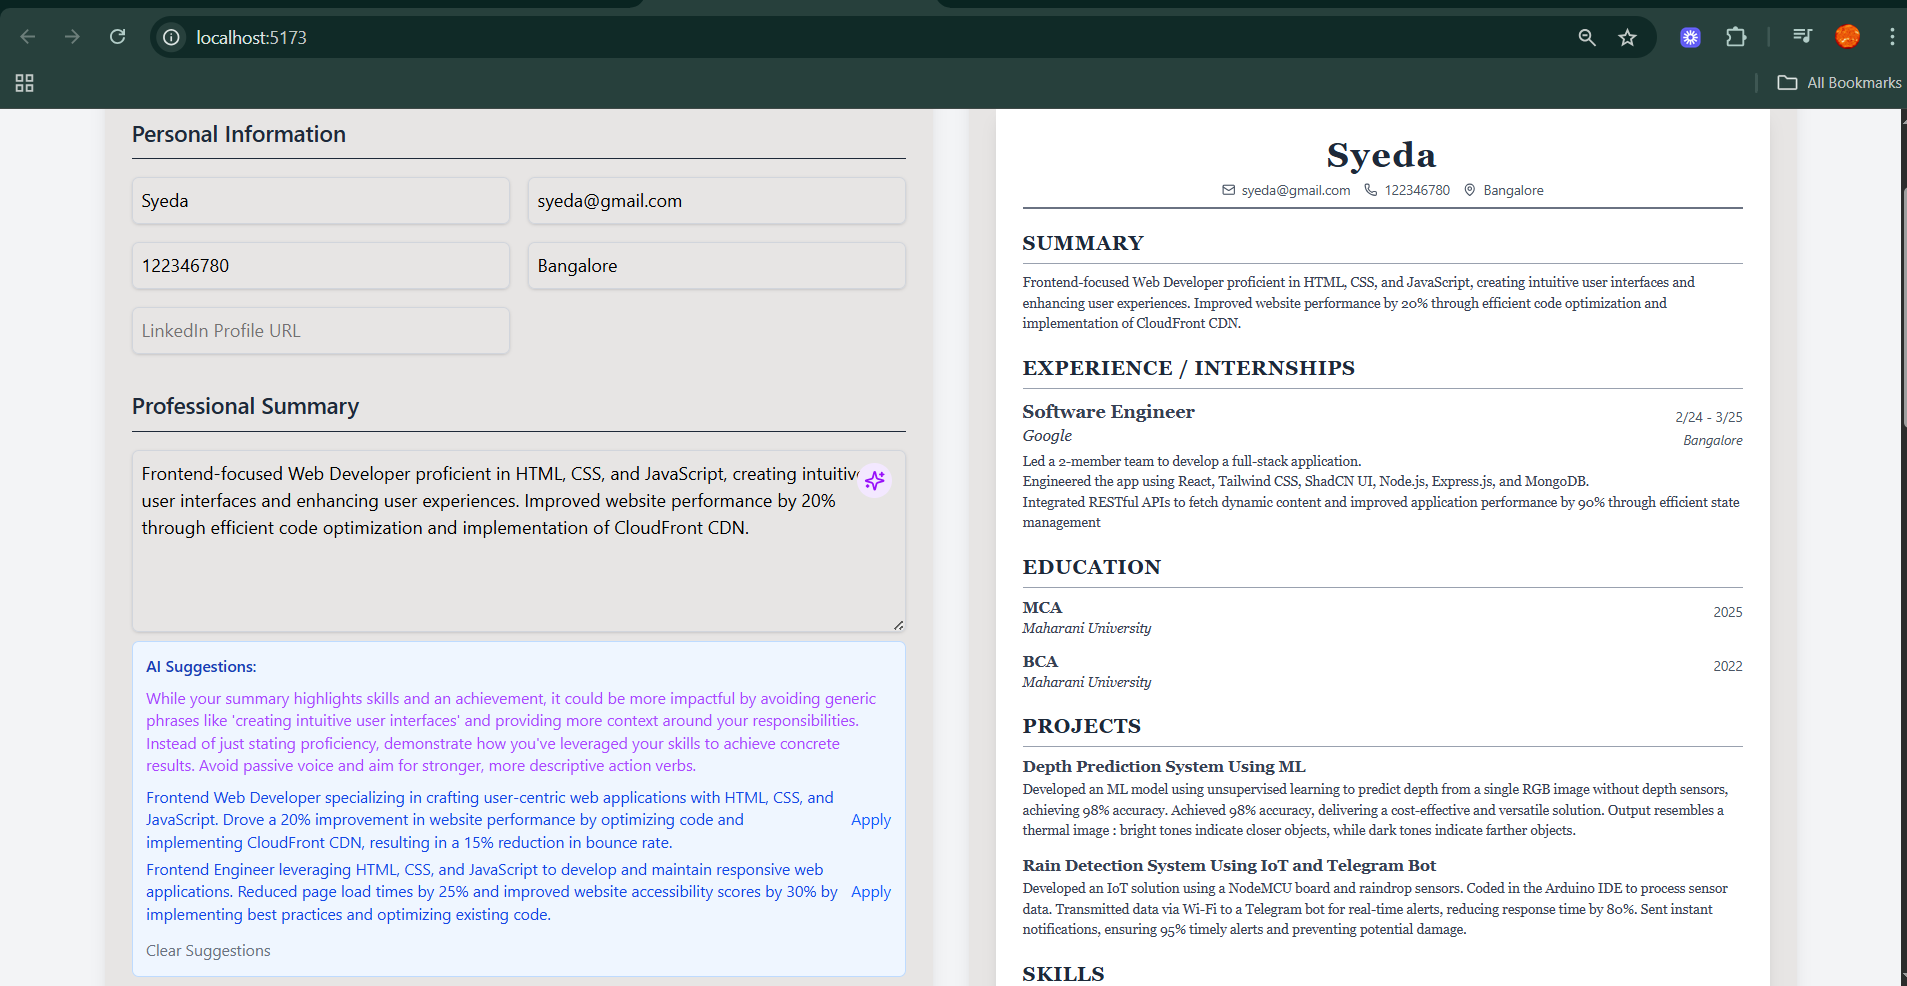 localhost:5173
All Bookmarks
Personal Information
Syeda
syeda@gmail.com
122346780
Bangalore
LinkedIn Profile URL
Professional Summary
Frontend-focused Web Developer proficient in HTML, CSS, and JavaScript, creating intuitive
user interfaces and enhancing user experiences. Improved website performance by 20%
through efficient code optimization and implementation of CloudFront CDN.
AI Suggestions:
While your summary highlights skills and an achievement, it could be more impactful by avoiding generic
phrases like 'creating intuitive user interfaces' and providing more context around your responsibilities.
Instead of just stating proficiency, demonstrate how you've leveraged your skills to achieve concrete
results. Avoid passive voice and aim for stronger, more descriptive action verbs.
Frontend Web Developer specializing in crafting user-centric web applications with HTML, CSS, and
JavaScript. Drove a 20% improvement in website performance by optimizing code and
implementing CloudFront CDN, resulting in a 15% reduction in bounce rate.
Apply
Frontend Engineer leveraging HTML, CSS, and JavaScript to develop and maintain responsive web
applications. Reduced page load times by 25% and improved website accessibility scores by 30% by
implementing best practices and optimizing existing code.
Apply
Clear Suggestions
Syeda
syeda@gmail.com 122346780 Bangalore
SUMMARY
Frontend-focused Web Developer proficient in HTML, CSS, and JavaScript, creating intuitive user interfaces and
enhancing user experiences. Improved website performance by 20% through efficient code optimization and
implementation of CloudFront CDN.
EXPERIENCE / INTERNSHIPS
Software Engineer
2/24 - 3/25
Google
Bangalore
Led a 2-member team to develop a full-stack application.
Engineered the app using React, Tailwind CSS, ShadCN UI, Node.js, Express.js, and MongoDB.
Integrated RESTful APIs to fetch dynamic content and improved application performance by 90% through efficient state
management
EDUCATION
MCA
2025
Maharani University
BCA
2022
Maharani University
PROJECTS
Depth Prediction System Using ML
Developed an ML model using unsupervised learning to predict depth from a single RGB image without depth sensors,
achieving 98% accuracy. Achieved 98% accuracy, delivering a cost-effective and versatile solution. Output resembles a
thermal image : bright tones indicate closer objects, while dark tones indicate farther objects.
Rain Detection System Using IoT and Telegram Bot
Developed an IoT solution using a NodeMCU board and raindrop sensors. Coded in the Arduino IDE to process sensor
data. Transmitted data via Wi-Fi to a Telegram bot for real-time alerts, reducing response time by 80%. Sent instant
notifications, ensuring 95% timely alerts and preventing potential damage.
SKILLS